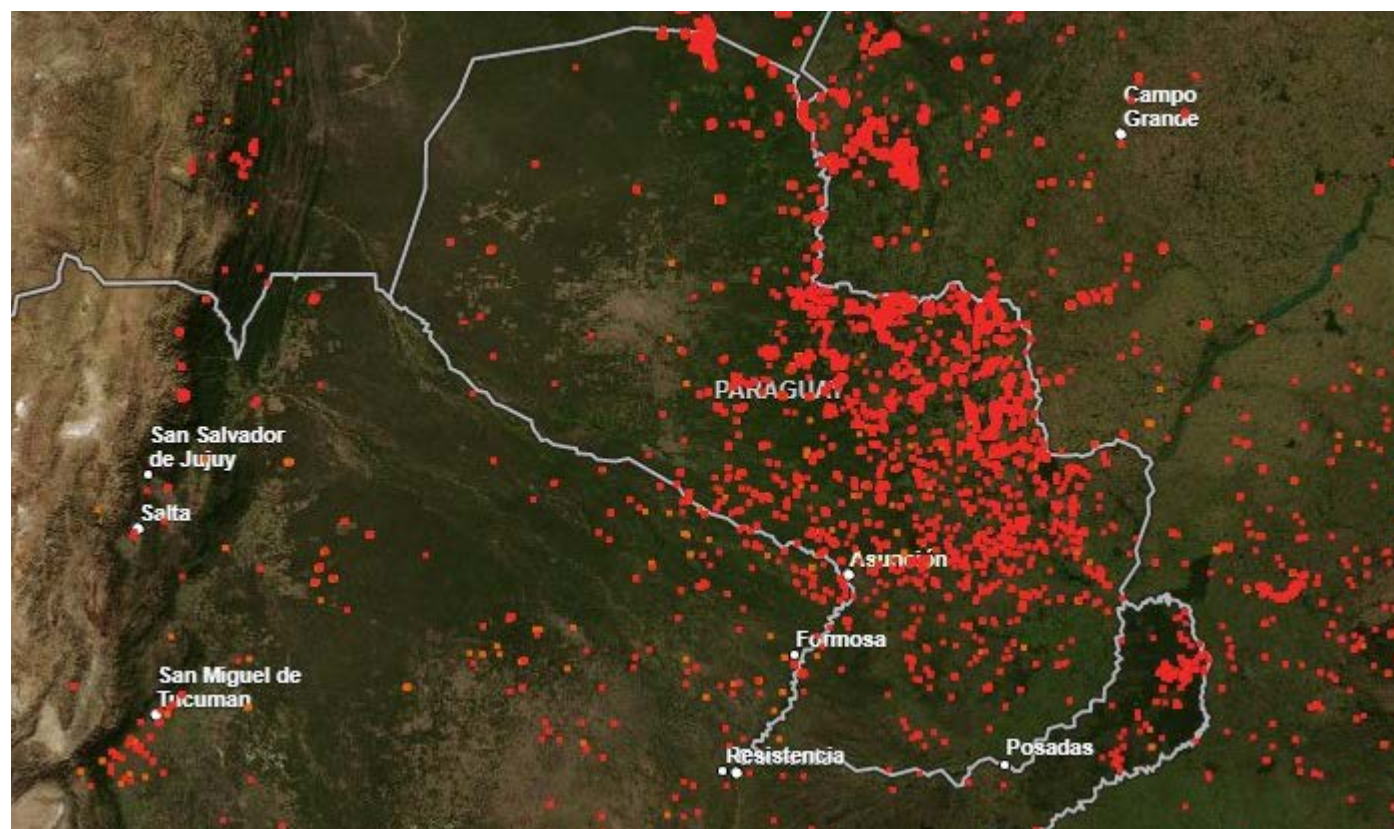 Campo
Grande
PARAGUAY
San Salvador
de Jujuy
Salta
Asunción
Formosa
San Miguel de
Tucuman
Resistencia
Posadas